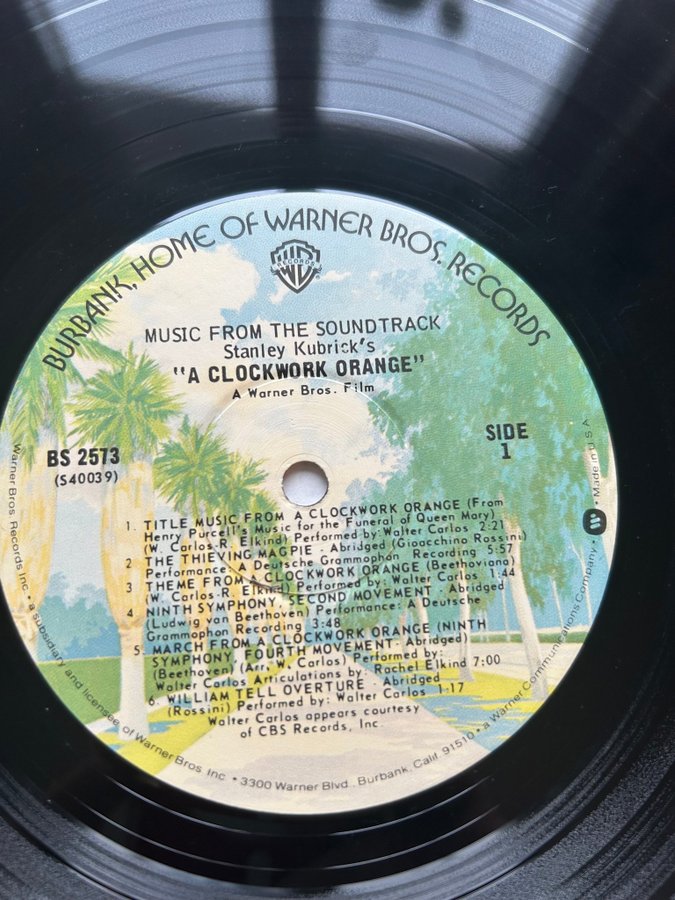 BURBANK, HOME OF WARNER BROS. RECORDS
RECORDS
MUSIC FROM THE SOUNDTRACK
Stanley Kubrick's
"A CLOCKWORK ORANGE"
A Warner Bros. Film
BS 2573
(S40039)
SIDE
1
1. TITLE MUSIC FROM A CLOCKWORK ORANGE (From
Henry Purcell's Music for the Funeral of Queen Mary)
(W. Carlos-R. Elkind) Performed by: Walter Carlos 2:21
2. THE THIEVING MAGPIE - Abridged (Gioacchino Rossini)
Performance: A Deutsche Grammophon Recording 5:57
3. THEME FROM A CLOCKWORK ORANGE (Beethoviana)
(W. Carlos-R. Elkind) Performed by: Walter Carlos 1:44
4. NINTH SYMPHONY, SECOND MOVEMENT - Abridged
(Ludwig van Beethoven) Performance: A Deutsche
Grammophon Recording 3:48
5. MARCH FROM A CLOCKWORK ORANGE (NINTH
SYMPHONY, FOURTH MOVEMENT - Abridged)
(Beethoven) (Arr. W. Carlos) Performed by:
Walter Carlos Articulations by: Rachel Elkind 7:00
6. WILLIAM TELL OVERTURE - Abridged
(Rossini) Performed by: Walter Carlos 1:17
Walter Carlos appears courtesy
of CBS Records, Inc.
Warner Bros. Records Inc. • a subsidiary and licensee of Warner Bros. Inc. • 3300 Warner Blvd., Burbank, Calif. 91510 • a Warner Communications Company • Made in U.S.A.